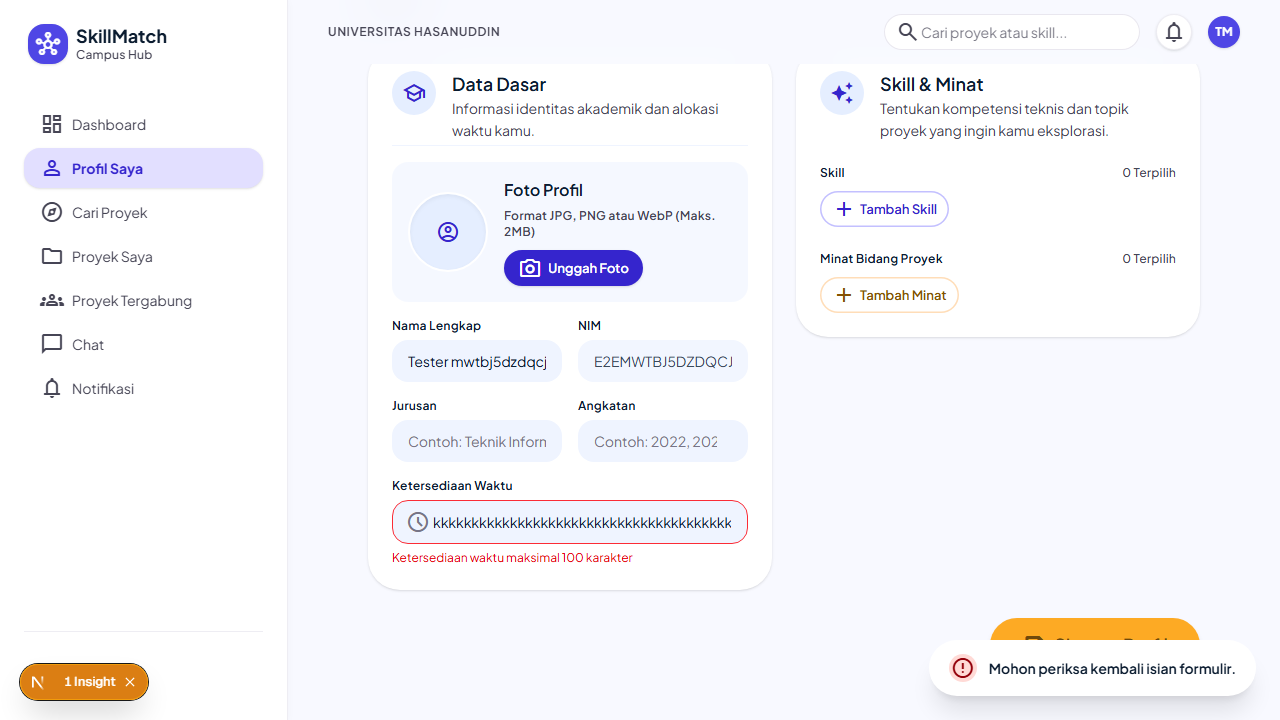 SkillMatch
Campus Hub
UNIVERSITAS HASANUDDIN
Cari proyek atau skill...
TM
Dashboard
Profil Saya
Cari Proyek
Proyek Saya
Proyek Tergabung
Chat
Notifikasi
1 Insight
Data Dasar
Informasi identitas akademik dan alokasi
waktu kamu.
Foto Profil
Format JPG, PNG atau WebP (Maks.
2MB)
Unggah Foto
Nama Lengkap
NIM
Tester mwtbj5dzdqcj
E2EMWTBJ5DZDQCJ
Jurusan
Angkatan
Contoh: Teknik Inforn
Contoh: 2022, 202
Ketersediaan Waktu
kkkkkkkkkkkkkkkkkkkkkkkkkkkkkkkkkkkkkkk
Ketersediaan waktu maksimal 100 karakter
Skill & Minat
Tentukan kompetensi teknis dan topik
proyek yang ingin kamu eksplorasi.
Skill
0 Terpilih
Tambah Skill
Minat Bidang Proyek
0 Terpilih
Tambah Minat
Mohon periksa kembali isian formulir.